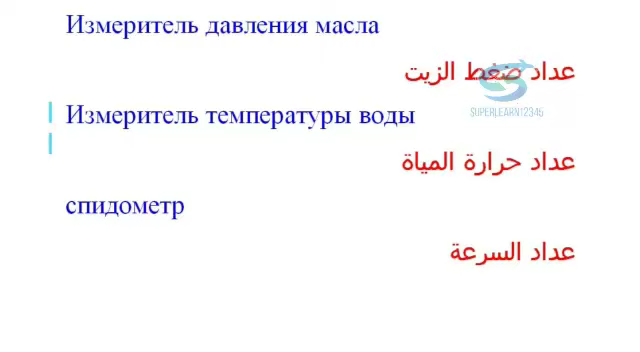 Измеритель давления масла
عداد ضغط الزيت
SUPERLEARN12345
Измеритель температуры воды
عداد حرارة المياة
спидометр
عداد السرعة